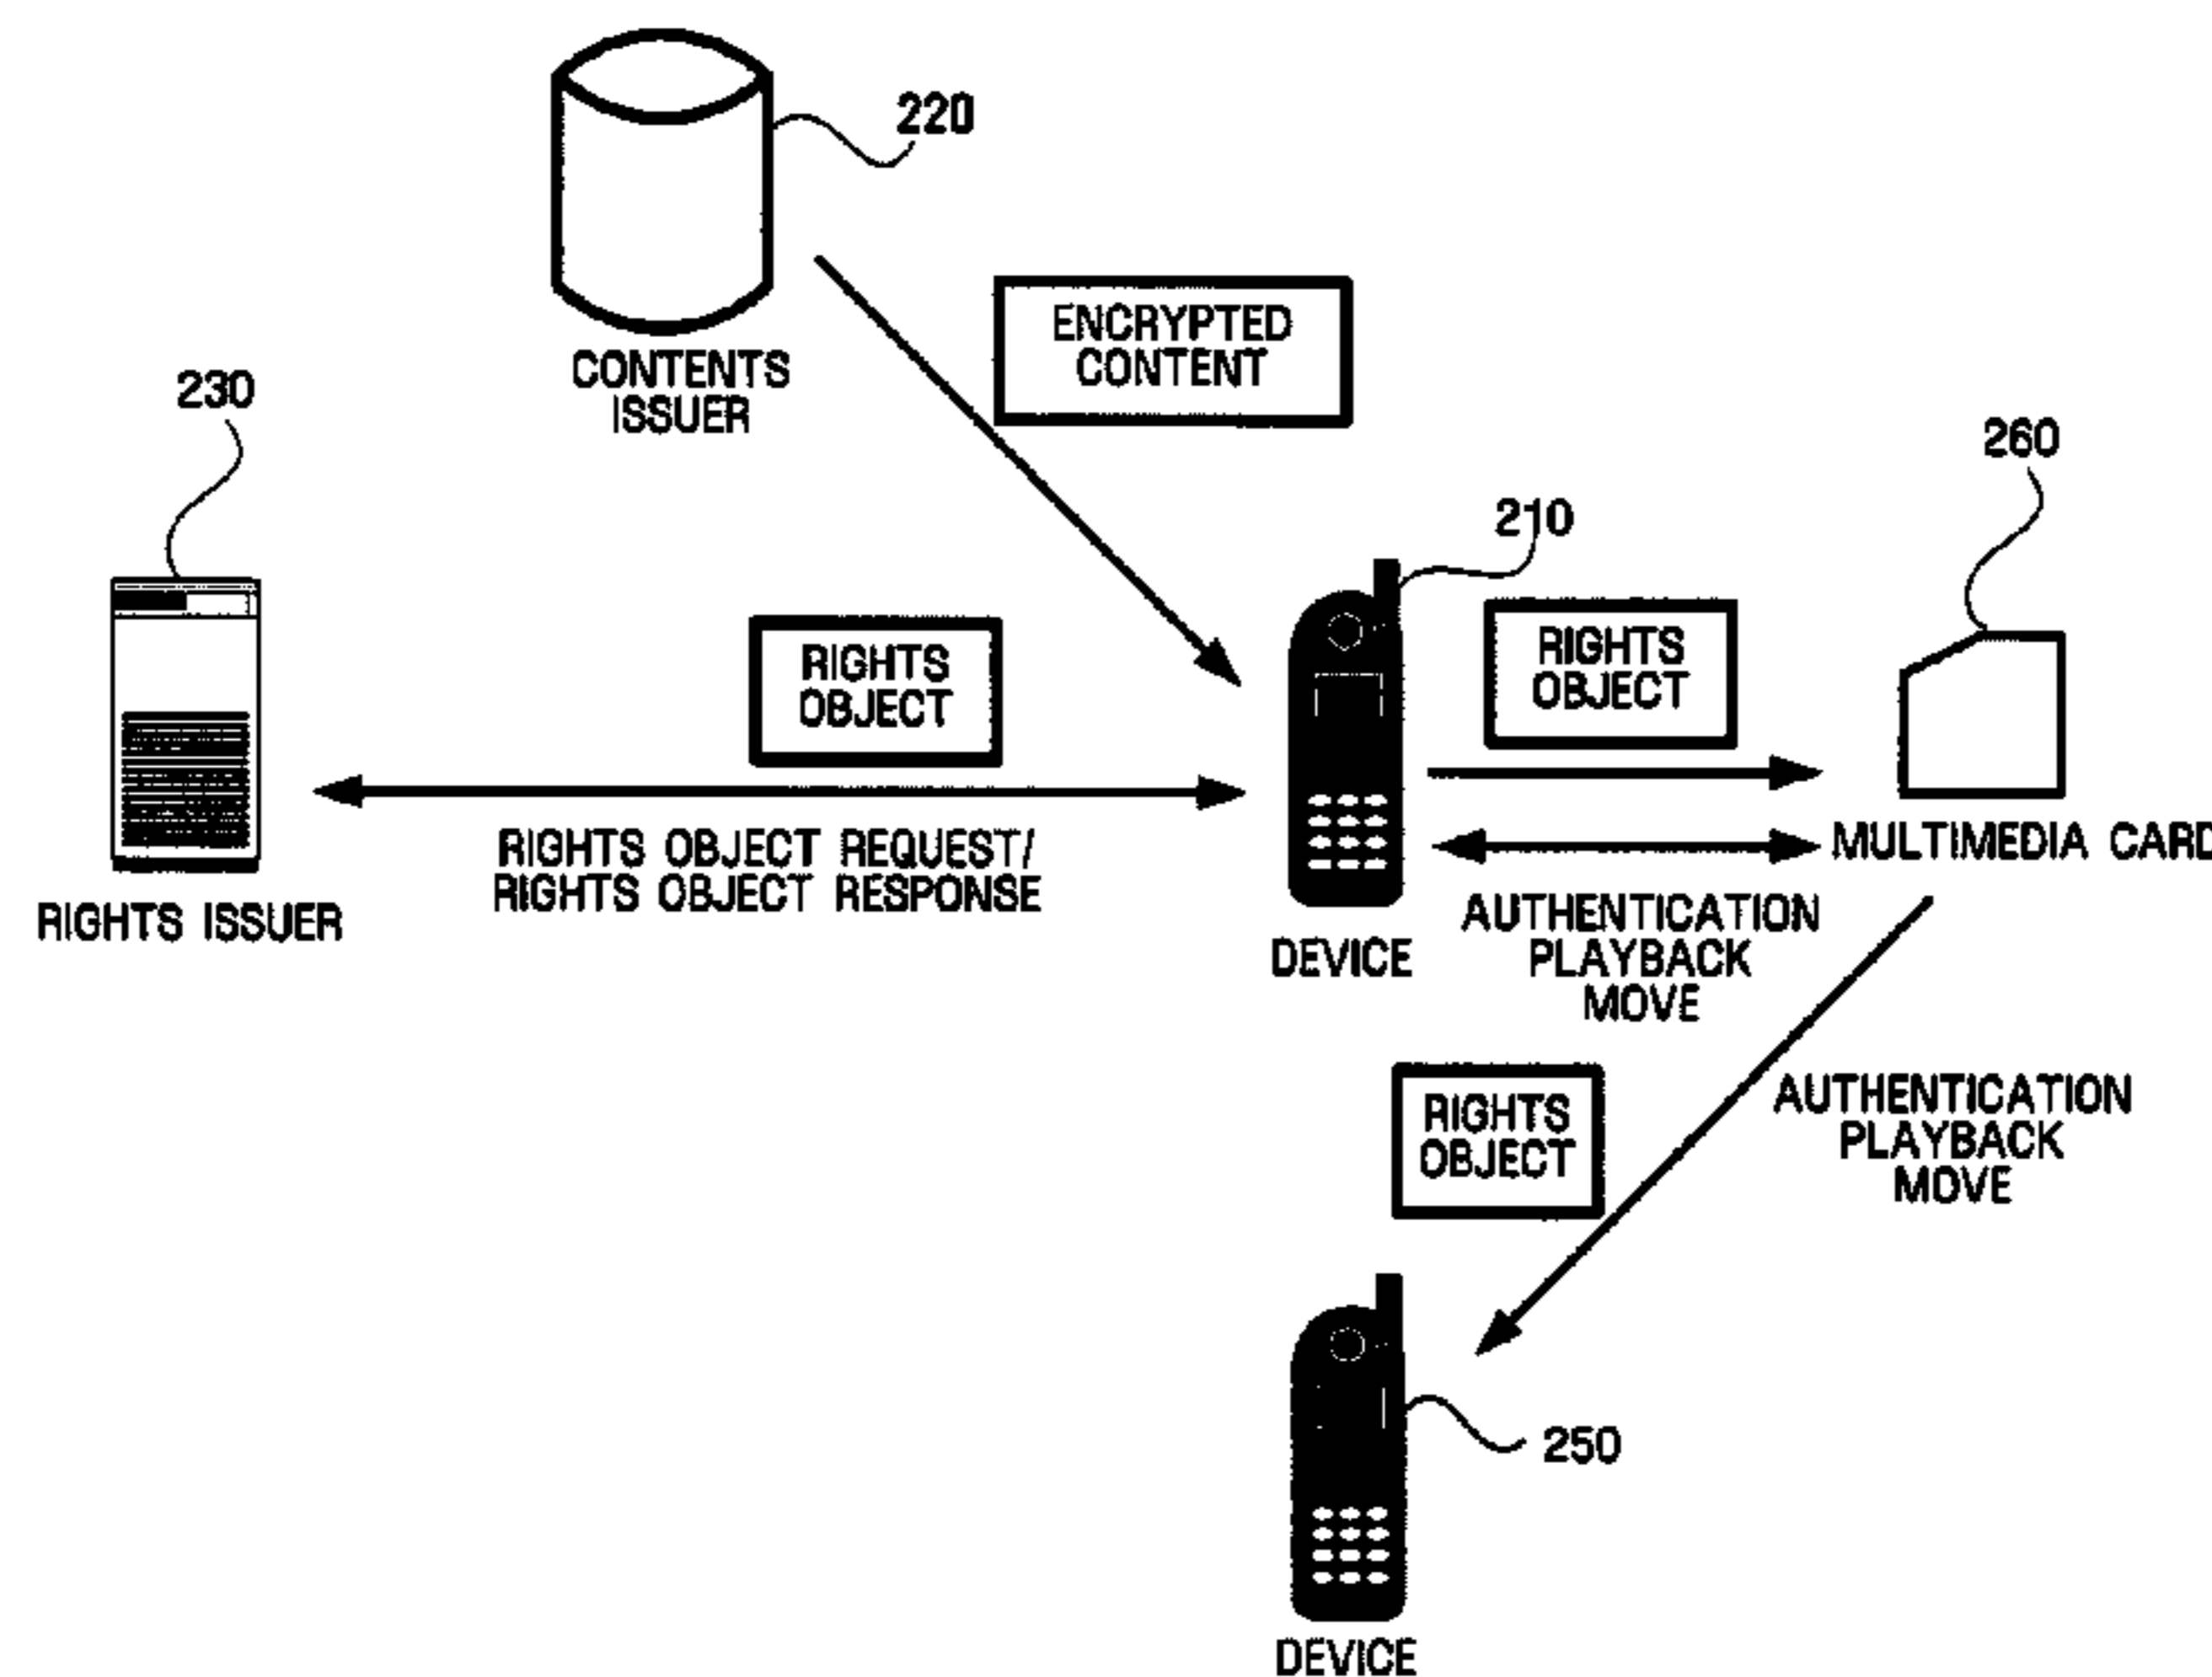 220
CONTENTS
ISSUER
ENCRYPTED
CONTENT
230
RIGHTS ISSUER
RIGHTS
OBJECT
RIGHTS OBJECT REQUEST/
RIGHTS OBJECT RESPONSE
210
DEVICE
RIGHTS
OBJECT
260
MULTIMEDIA CARD
AUTHENTICATION
PLAYBACK
MOVE
RIGHTS
OBJECT
AUTHENTICATION
PLAYBACK
MOVE
250
DEVICE